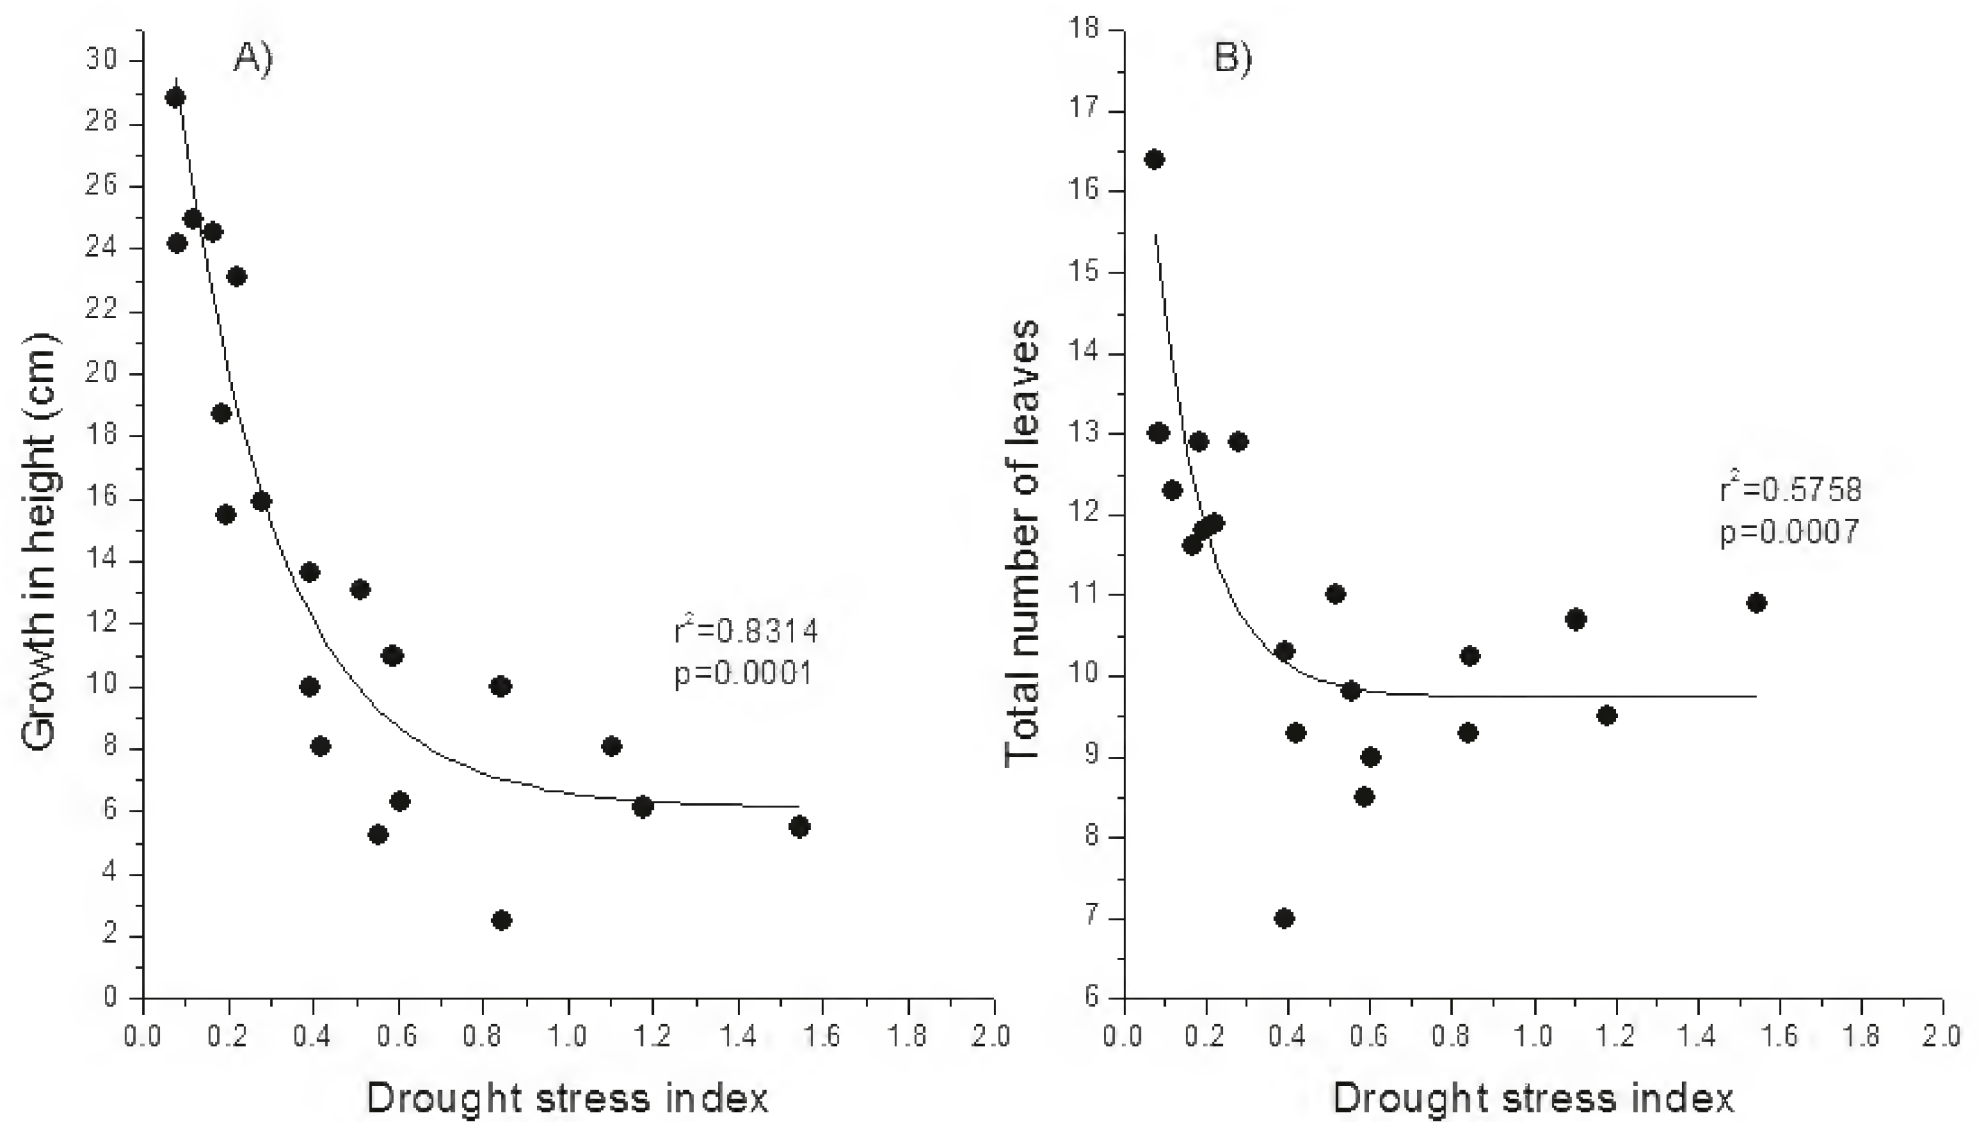 A)
30
28
26
24
22
20
18
16
14
12
10
8
6
4
2
0
Growth in height (cm)
r²=0.8314
p=0.0001
0.0 0.2 0.4 0.6 0.8 1.0 1.2 1.4 1.6 1.8 2.0
Drought stress index
B)
18
17
16
15
14
13
12
11
10
9
8
7
6
Total number of leaves
r²=0.5758
p=0.0007
0.0 0.2 0.4 0.6 0.8 1.0 1.2 1.4 1.6 1.8 2.0
Drought stress index